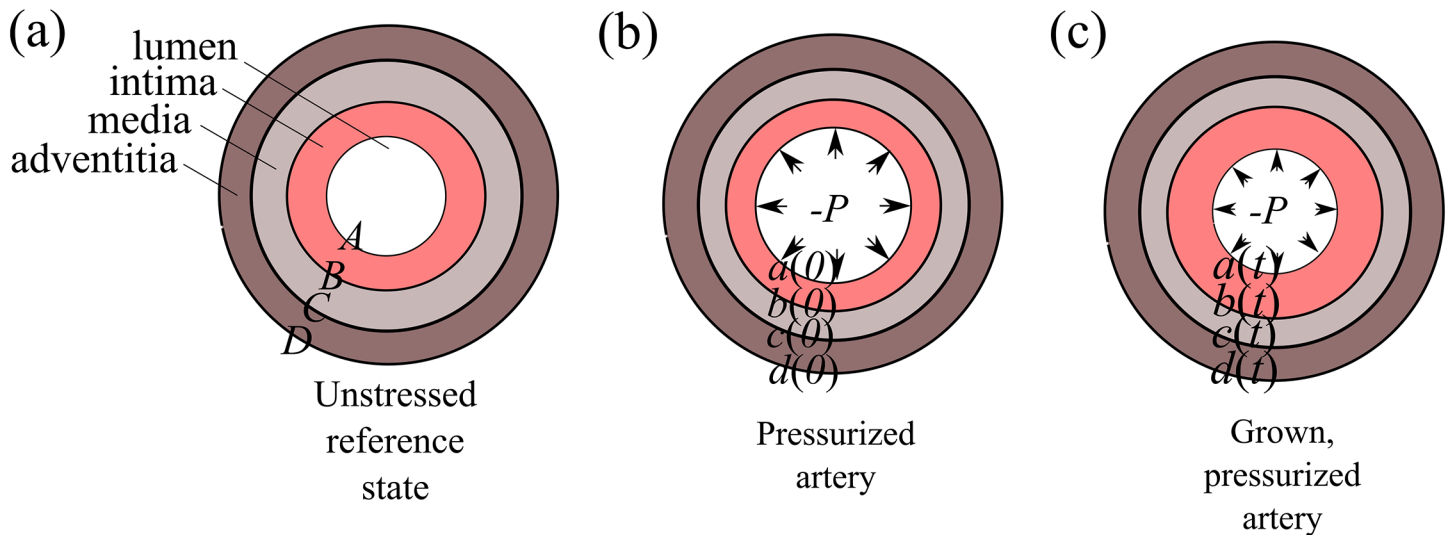 (a)
lumen
intima
media
adventitia
A
B
C
D
Unstressed
reference
state
(b)
-P
a(0)
b(0)
c(0)
d(0)
Pressurized
artery
(c)
-P
a(t)
b(t)
c(t)
d(t)
Grown,
pressurized
artery